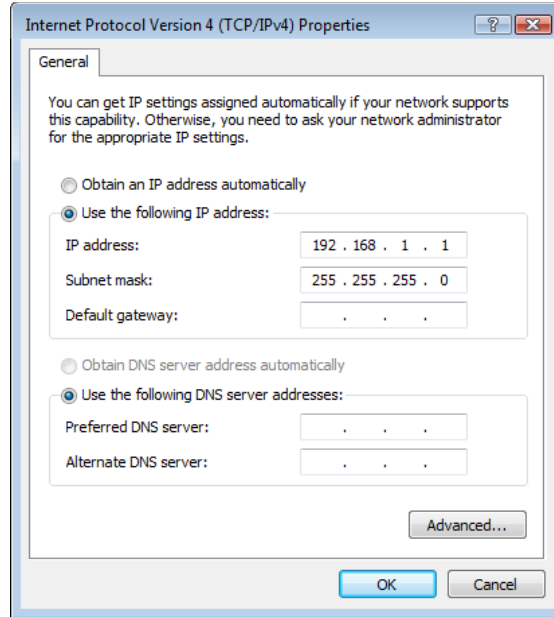 Internet Protocol Version 4 (TCP/IPv4) Properties
General
You can get IP settings assigned automatically if your network supports
this capability. Otherwise, you need to ask your network administrator
for the appropriate IP settings.
Obtain an IP address automatically
Use the following IP address:
IP address: 192 . 168 . 1 . 1
Subnet mask: 255 . 255 . 255 . 0
Default gateway: . . .
Obtain DNS server address automatically
Use the following DNS server addresses:
Preferred DNS server: . . .
Alternate DNS server: . . .
Advanced...
OK Cancel